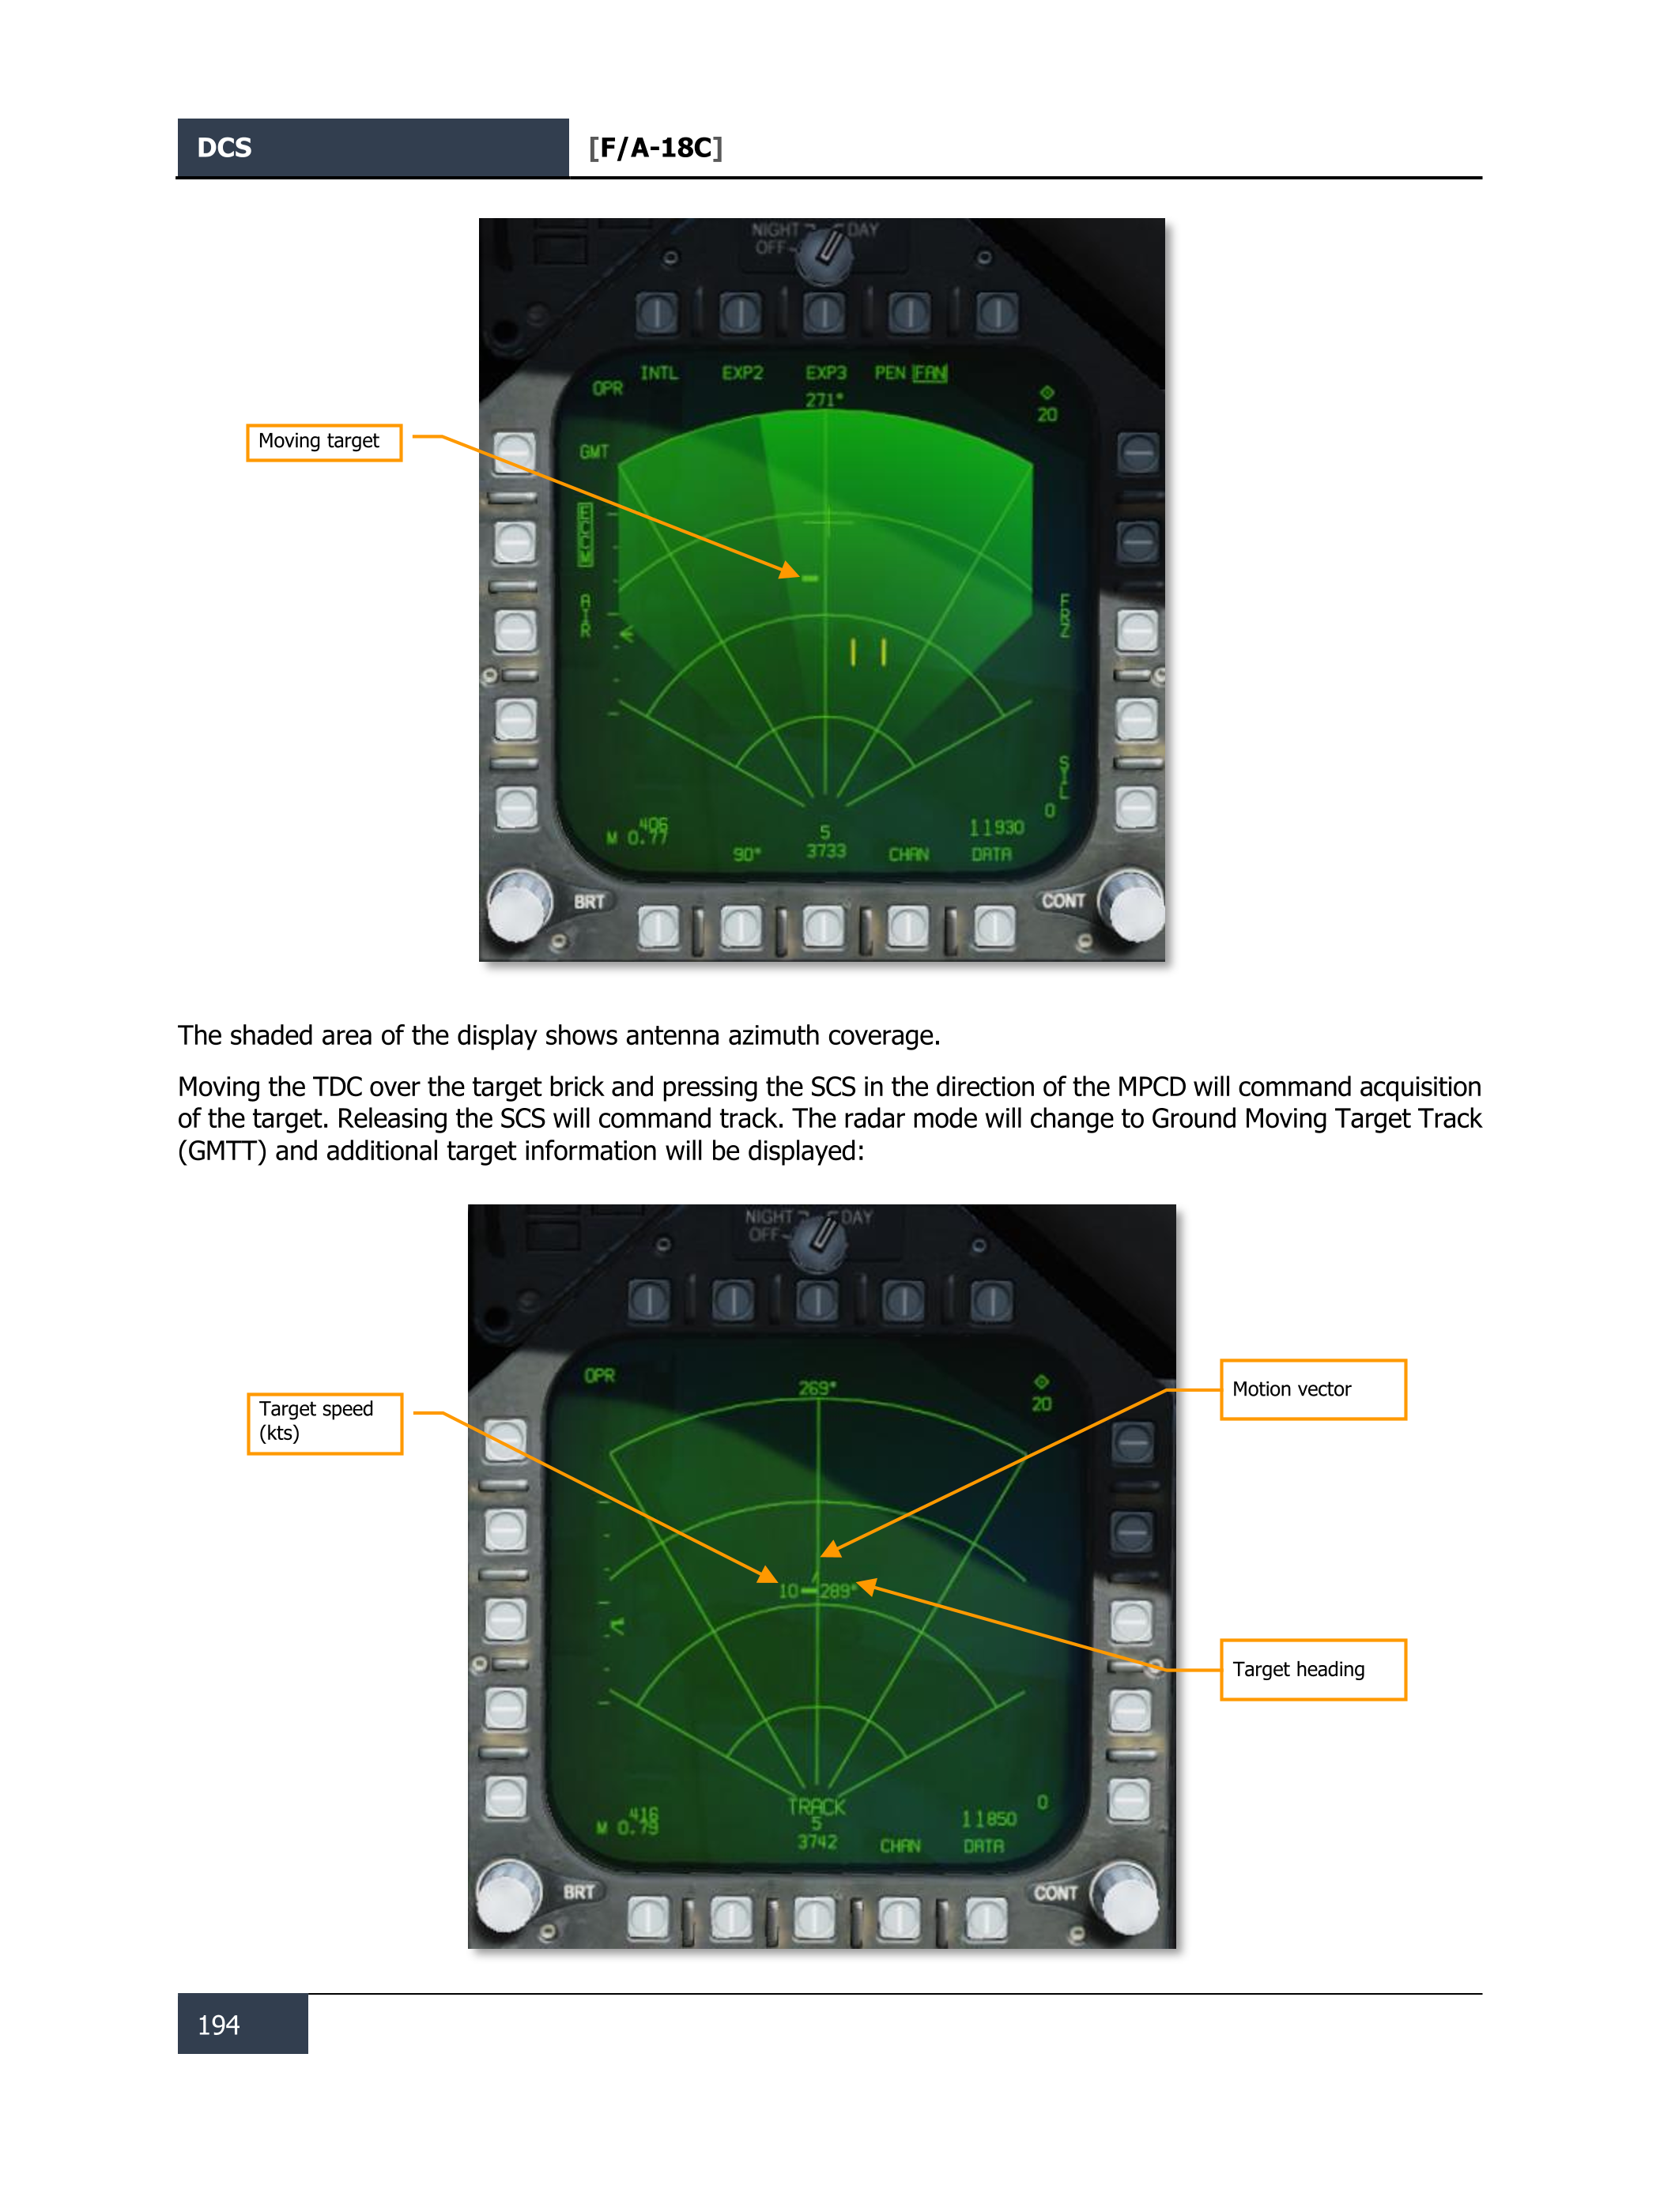 DCS [F/A-18C]
NIGHT DAY
OFF
INTL EXP2 EXP3 PEN FAN
OPR 271° 20
GMT
Moving target
ECCM
AIR
FRZ
SIL
0
406 5 11930
M 0.77 90° 3733 CHAN DATA
BRT CONT
The shaded area of the display shows antenna azimuth coverage.
Moving the TDC over the target brick and pressing the SCS in the direction of the MPCD will command acquisition
of the target. Releasing the SCS will command track. The radar mode will change to Ground Moving Target Track
(GMTT) and additional target information will be displayed:
NIGHT DAY
OFF
OPR 269° 20
Motion vector
Target speed
(kts)
10 289°
Target heading
TRACK 0
416 5 11850
M 0.79 3742 CHAN DATA
BRT CONT
194